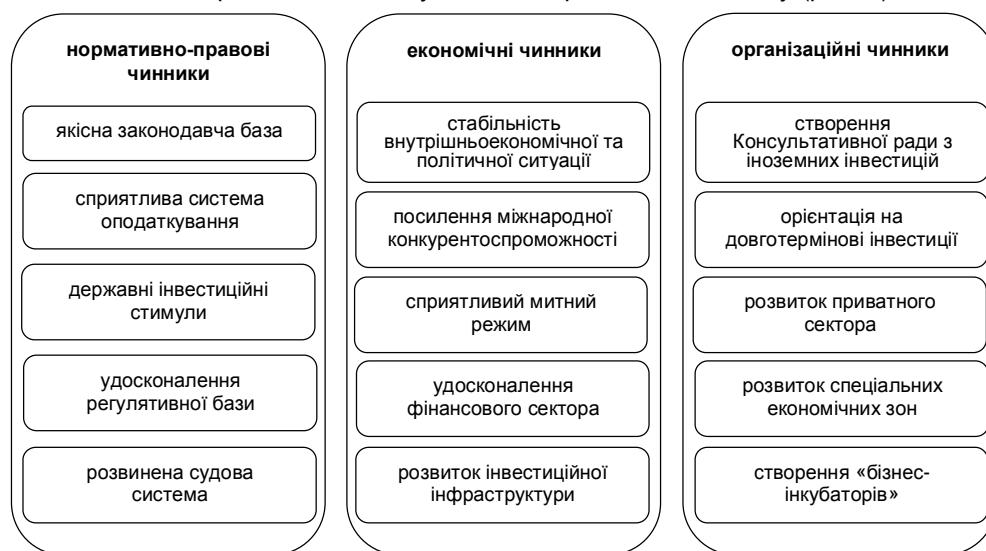 нормативно-правові
чинники
якісна законодавча база
сприятлива система
оподаткування
державні інвестиційні
стимули
удосконалення
регулятивної бази
розвинена судова
система
економічні чинники
стабільність
внутрішньоекономічної та
політичної ситуації
посилення міжнародної
конкурентоспроможності
сприятливий митний
режим
удосконалення
фінансового сектора
розвиток інвестиційної
інфраструктури
організаційні чинники
створення
Консультативної ради з
іноземних інвестицій
орієнтація на
довготермінові інвестиції
розвиток приватного
сектора
розвиток спеціальних
економічних зон
створення «бізнес-
інкубаторів»